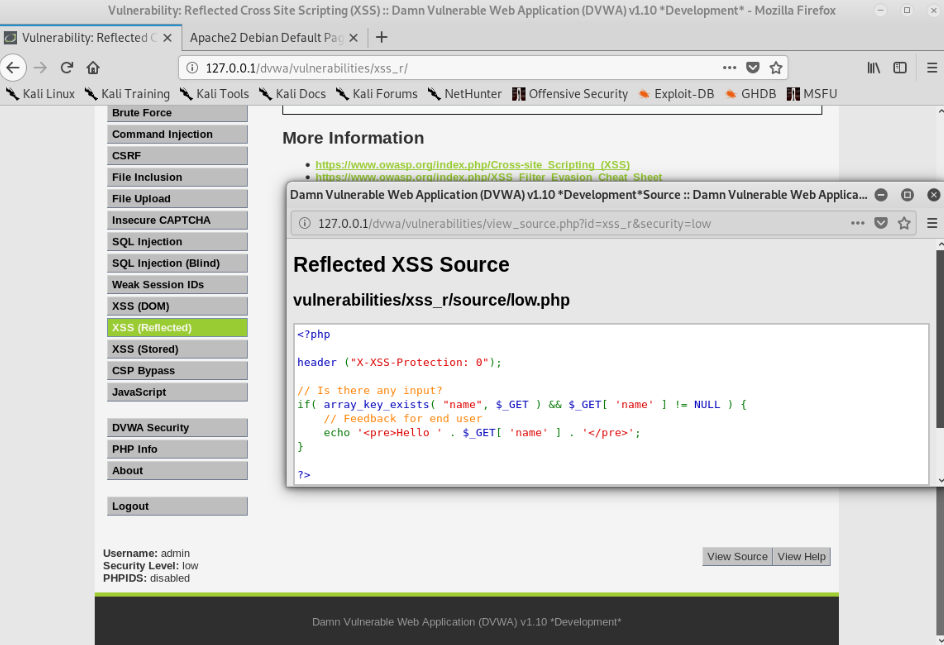 Vulnerability: Reflected Cross Site Scripting (XSS) :: Damn Vulnerable Web Application (DVWA) v1.10 *Development* - Mozilla Firefox
Vulnerability: Reflected C
Apache2 Debian Default Pag
127.0.0.1/dvwa/vulnerabilities/xss_r/
Kali Linux
Kali Training
Kali Tools
Kali Docs
Kali Forums
NetHunter
Offensive Security
Exploit-DB
GHDB
MSFU
Brute Force
Command Injection
CSRF
File Inclusion
File Upload
Insecure CAPTCHA
SQL Injection
SQL Injection (Blind)
Weak Session IDs
XSS (DOM)
XSS (Reflected)
XSS (Stored)
CSP Bypass
JavaScript
DVWA Security
PHP Info
About
Logout
More Information
https://www.owasp.org/index.php/Cross-site_Scripting_(XSS)
https://www.owasp.org/index.php/XSS_Filter_Evasion_Cheat_Sheet
Damn Vulnerable Web Application (DVWA) v1.10 *Development*Source :: Damn Vulnerable Web Applica...
127.0.0.1/dvwa/vulnerabilities/view_source.php?id=xss_r&security=low
Reflected XSS Source
vulnerabilities/xss_r/source/low.php
<?php
header ("X-XSS-Protection: 0");
// Is there any input?
if( array_key_exists( "name", $_GET ) && $_GET[ 'name' ] != NULL ) {
// Feedback for end user
echo '<pre>Hello ' . $_GET[ 'name' ] . '</pre>';
}
?>
Username: admin
Security Level: low
PHPIDS: disabled
View Source
View Help
Damn Vulnerable Web Application (DVWA) v1.10 *Development*